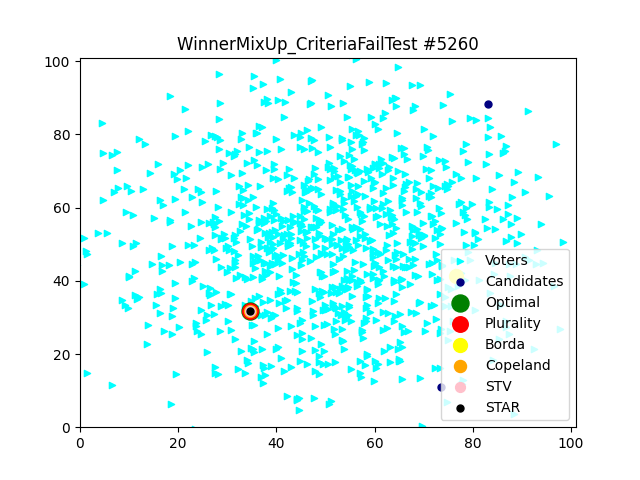 WinnerMixUp_CriteriaFailTest #5260
100
80
60
40
20
0
0 20 40 60 80 100
Voters
Candidates
Optimal
Plurality
Borda
Copeland
STV
STAR